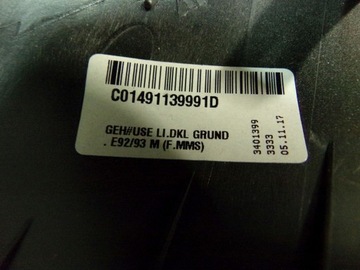 C01491139991D
GEH//USE LI.DKL GRUND
. E92/93 M (F.MMS)
3401399
3333
05.11.17